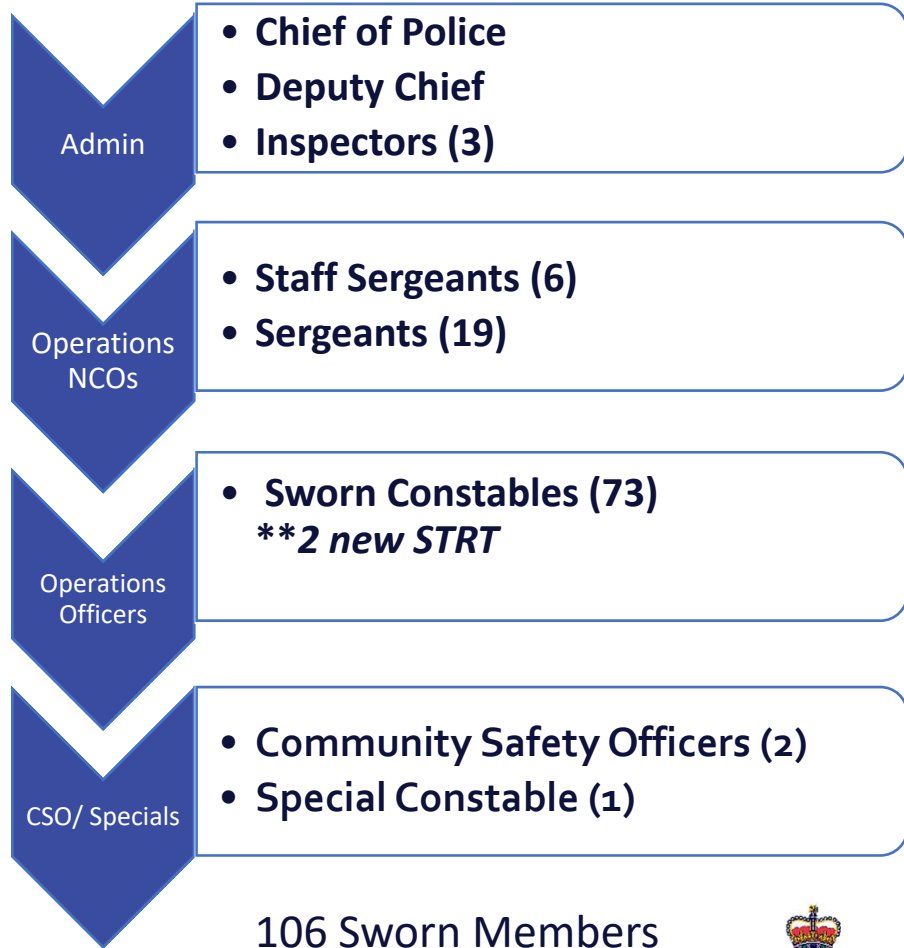 Admin
• Chief of Police
• Deputy Chief
• Inspectors (3)
Operations
NCOs
• Staff Sergeants (6)
• Sergeants (19)
Operations
Officers
• Sworn Constables (73)
**2 new STRT
CSO/ Specials
• Community Safety Officers (2)
• Special Constable (1)
106 Sworn Members